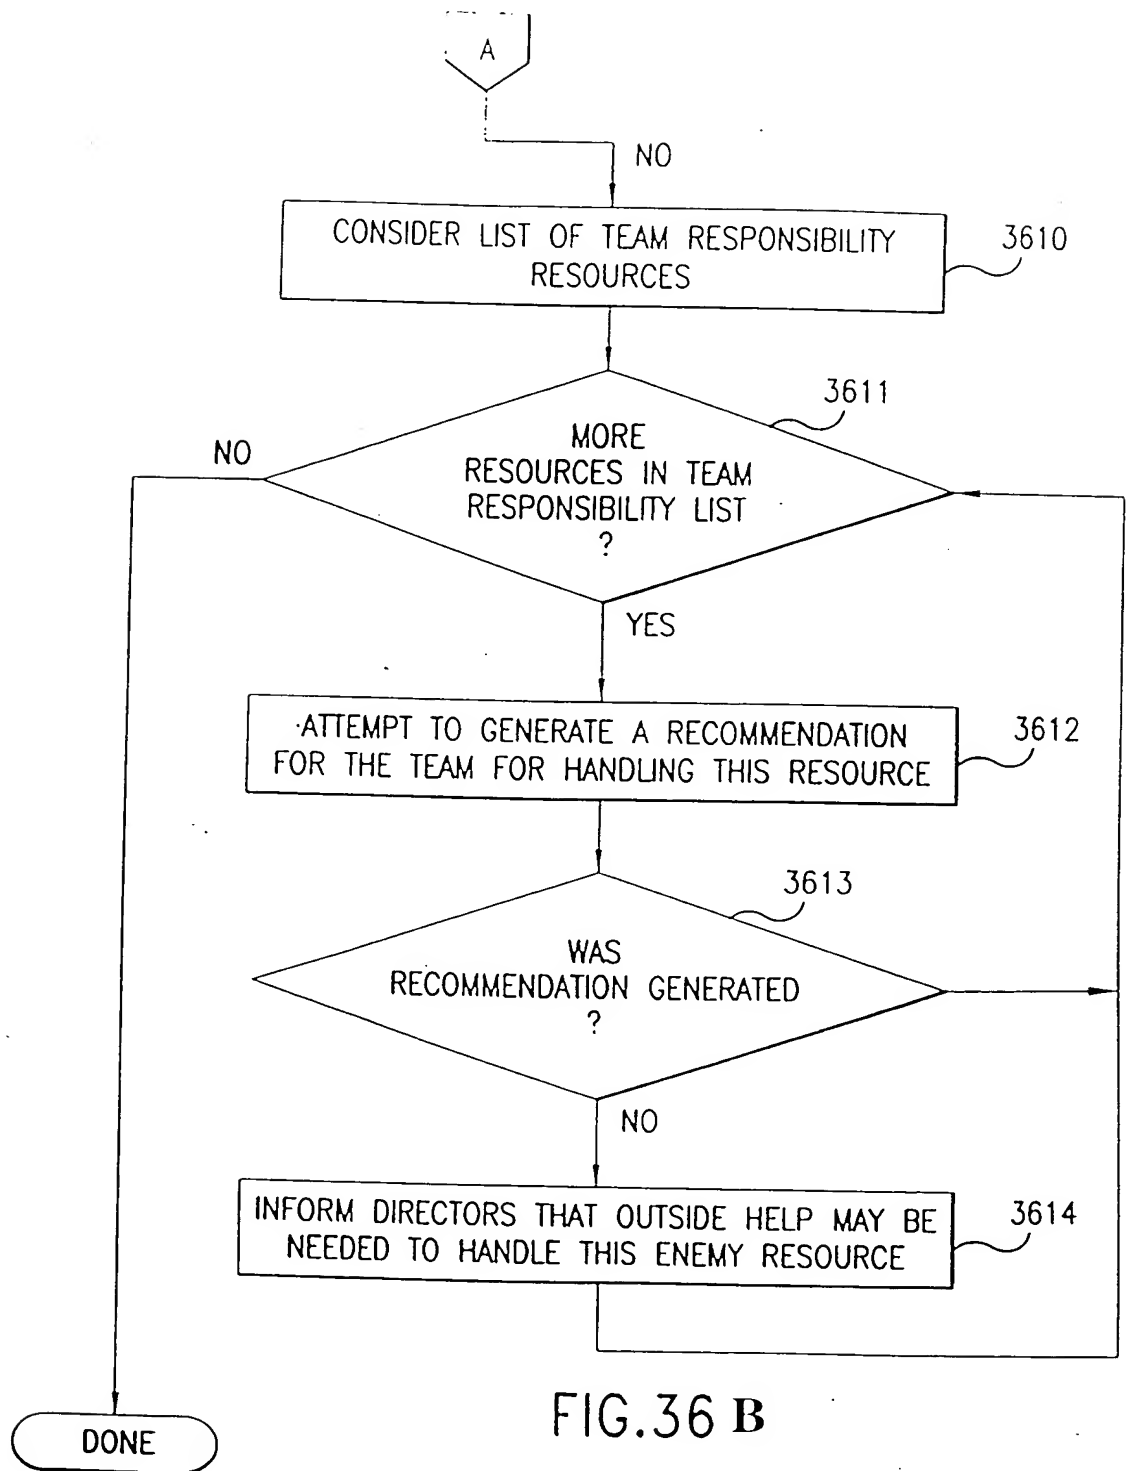 A
NO
CONSIDER LIST OF TEAM RESPONSIBILITY
RESOURCES
3610
3611
NO
MORE
RESOURCES IN TEAM
RESPONSIBILITY LIST
?
YES
ATTEMPT TO GENERATE A RECOMMENDATION
FOR THE TEAM FOR HANDLING THIS RESOURCE
3612
3613
WAS
RECOMMENDATION GENERATED
?
NO
INFORM DIRECTORS THAT OUTSIDE HELP MAY BE
NEEDED TO HANDLE THIS ENEMY RESOURCE
3614
FIG.36 B
DONE